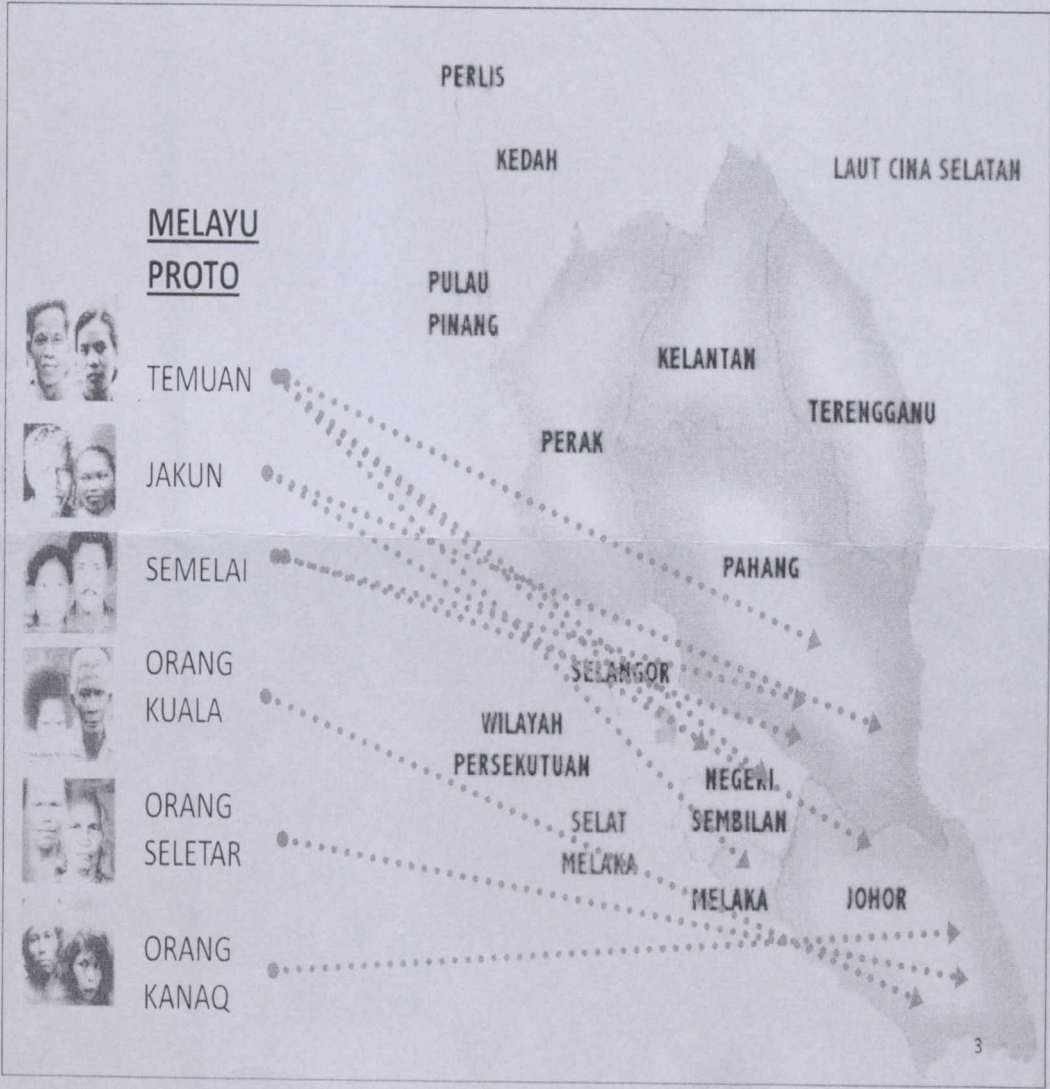 PERLIS
KEDAH
LAUT CINA SELATAN
MELAYU
PROTO
PULAU
PINANG
KELANTAN
TEMUAN
TERENGGANU
PERAK
JAKUN
SEMELAI
PAHANG
ORANG
KUALA
SELANGOR
WILAYAH
PERSEKUTUAN
NEGERI
SEMBILAN
ORANG
SELETAR
SELAT
MELAKA
MELAKA
JOHOR
ORANG
KANAQ
3